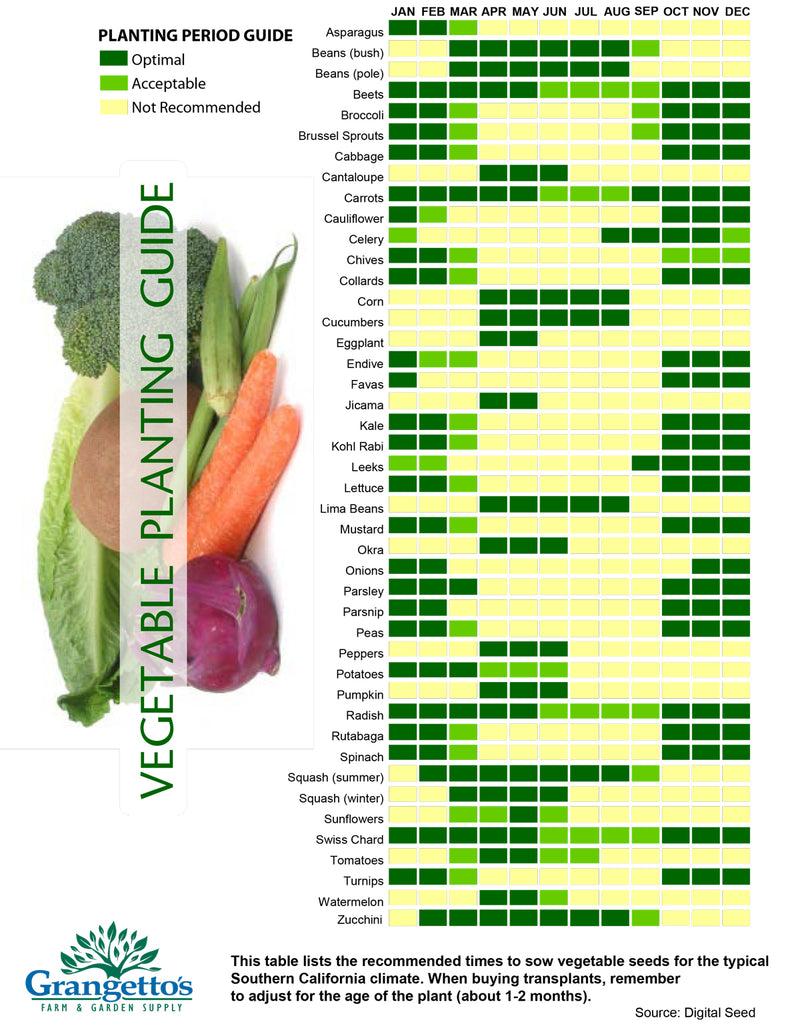 JAN FEB MAR APR MAY JUN JUL AUG SEP OCT NOV DEC
PLANTING PERIOD GUIDE
Optimal
Acceptable
Not Recommended
VEGETABLE PLANTING GUIDE
Asparagus
Beans (bush)
Beans (pole)
Beets
Broccoli
Brussel Sprouts
Cabbage
Cantaloupe
Carrots
Cauliflower
Celery
Chives
Collards
Corn
Cucumbers
Eggplant
Endive
Favas
Jicama
Kale
Kohl Rabi
Leeks
Lettuce
Lima Beans
Mustard
Okra
Onions
Parsley
Parsnip
Peas
Peppers
Potatoes
Pumpkin
Radish
Rutabaga
Spinach
Squash (summer)
Squash (winter)
Sunflowers
Swiss Chard
Tomatoes
Turnips
Watermelon
Zucchini
Grangetto's
FARM & GARDEN SUPPLY
This table lists the recommended times to sow vegetable seeds for the typical
Southern California climate. When buying transplants, remember
to adjust for the age of the plant (about 1-2 months).
Source: Digital Seed